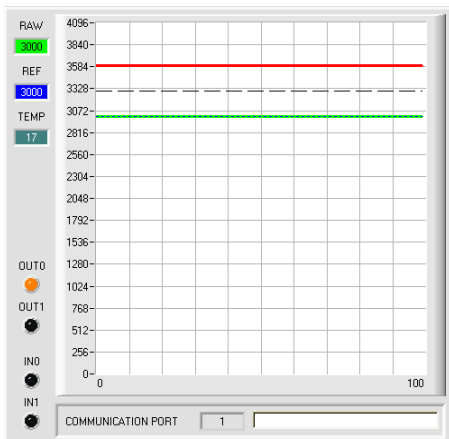 RAW
3000
REF
3000
TEMP
17
OUT0
OUT1
IN0
IN1
4096
3840
3584
3328
3072
2816
2560
2304
2048
1792
1536
1280
1024
768
512
256
0
0 100
COMMUNICATION PORT 1